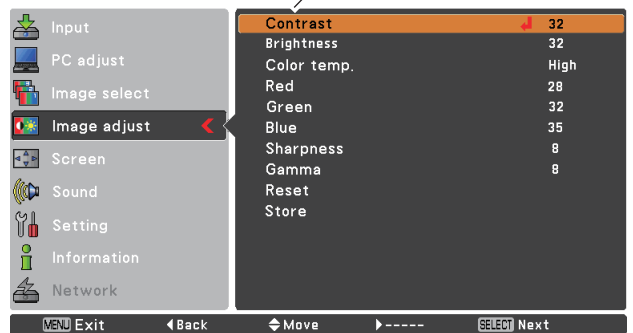 Input
PC adjust
Image select
Image adjust
Screen
Sound
Setting
Information
Network
Contrast 32
Brightness 32
Color temp. High
Red 28
Green 32
Blue 35
Sharpness 8
Gamma 8
Reset
Store
MENU Exit Back Move ----- SELECT Next